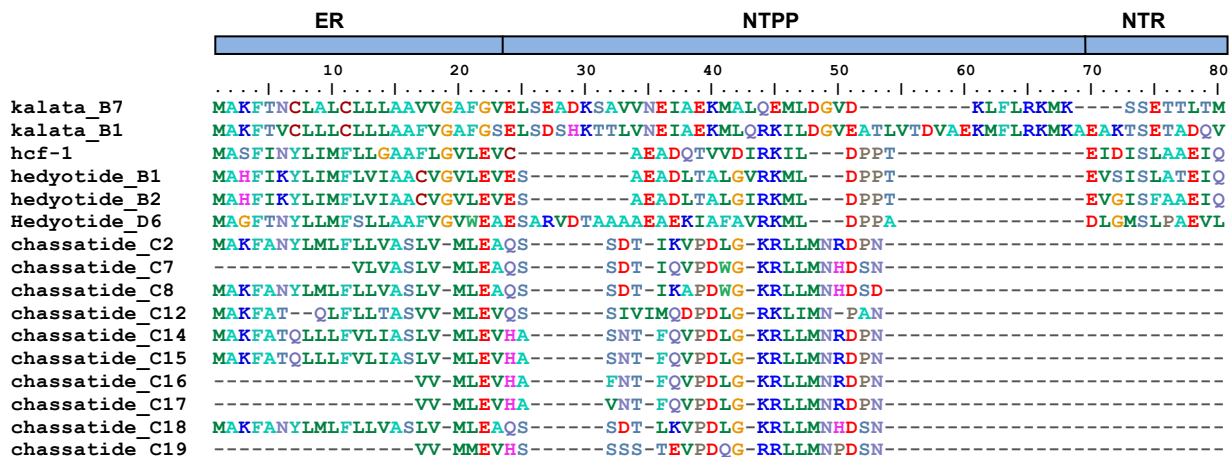 ER NTPP NTR
10 20 30 40 50 60 70 80
kalata_B7 MAKFTNCLALCLLLAAVVGAFGVELSEADKSAVVNEIAEKMALQEMLDGVD---------KLFLRKMK----SSETTLTM
kalata_B1 MAKFTVCLLLCLLLAAFVGAFGSELSDSHKTTLVNEIAEKMLQRKILDGVEATLVTDVAEKMFLRKMKAEAKTSETADQV
hcf-1 MASFINYLIMFLLGAAFLGVLEVC---------AEADQTVVDIRKIL---DPPT---------------EIDISLAAEIQ
hedyotide_B1 MAHFIKYLIMFLVIAACVGVLEVES--------AEADLTALGVRKML---DPPT---------------EVSISLATEIQ
hedyotide_B2 MAHFIKYLIMFLVIAACVGVLEVES--------AEADLTALGIRKML---DPPT---------------EVGISFAAEIQ
Hedyotide_D6 MAGFTNYLLMFSLLAAFVGVWEAESARVDTAAAAEAEKIAFAVRKML---DPPA---------------DLGMSLPAEVL
chassatide_C2 MAKFANYLMLFLLVASLV-MLEAQS------SDT-IKVPDLG-KRLLMNRDPN---------------------------
chassatide_C7 -----------VLVASLV-MLEAQS------SDT-IQVPDWG-KRLLMNHDSN---------------------------
chassatide_C8 MAKFANYLMLFLLVASLV-MLEAQS------SDT-IKAPDWG-KRLLMNHDSD---------------------------
chassatide_C12 MAKFAT--QLFLLTASVV-MLEVQS------SIVIMQDPDLG-KRLIMN-PAN---------------------------
chassatide_C14 MAKFATQLLLFVLIASLV-MLEVHA------SNT-FQVPDLG-KRLLMNRDPN---------------------------
chassatide_C15 MAKFATQLLLFVLIASLV-MLEVHA------SNT-FQVPDLG-KRLLMNRDPN---------------------------
chassatide_C16 ----------------VV-MLEVHA------FNT-FQVPDLG-KRLLMNRDPN---------------------------
chassatide_C17 ----------------VV-MLEVHA------VNT-FQVPDLG-KRLLMNRDPN---------------------------
chassatide_C18 MAKFANYLMLFLLVASLV-MLEAQS------SDT-LKVPDLG-KRLLMNHDSN---------------------------
chassatide_C19 ----------------VV-MMEVHS------SSS-TEVPDQG-RRLLMNPDSN---------------------------